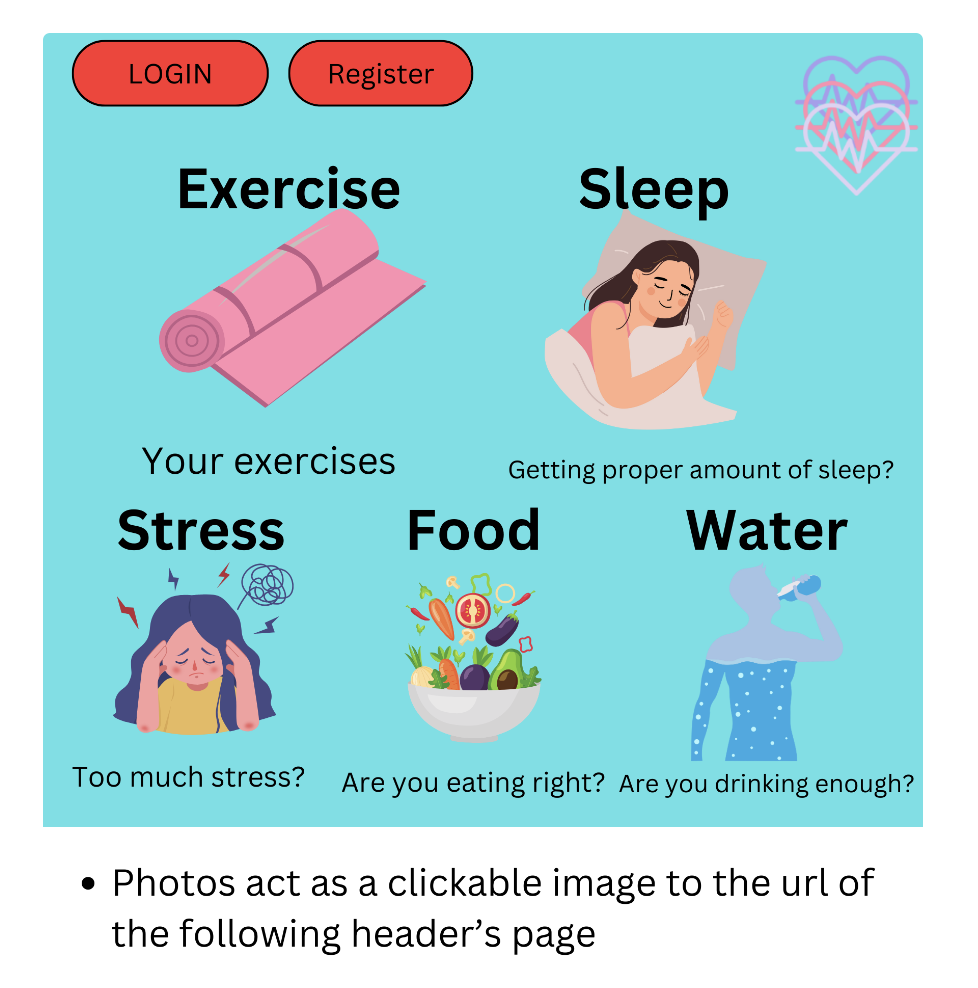 LOGIN
Register
Exercise
Sleep
Your exercises
Getting proper amount of sleep?
Stress
Food
Water
Too much stress?
Are you eating right?
Are you drinking enough?
• Photos act as a clickable image to the url of
the following header’s page